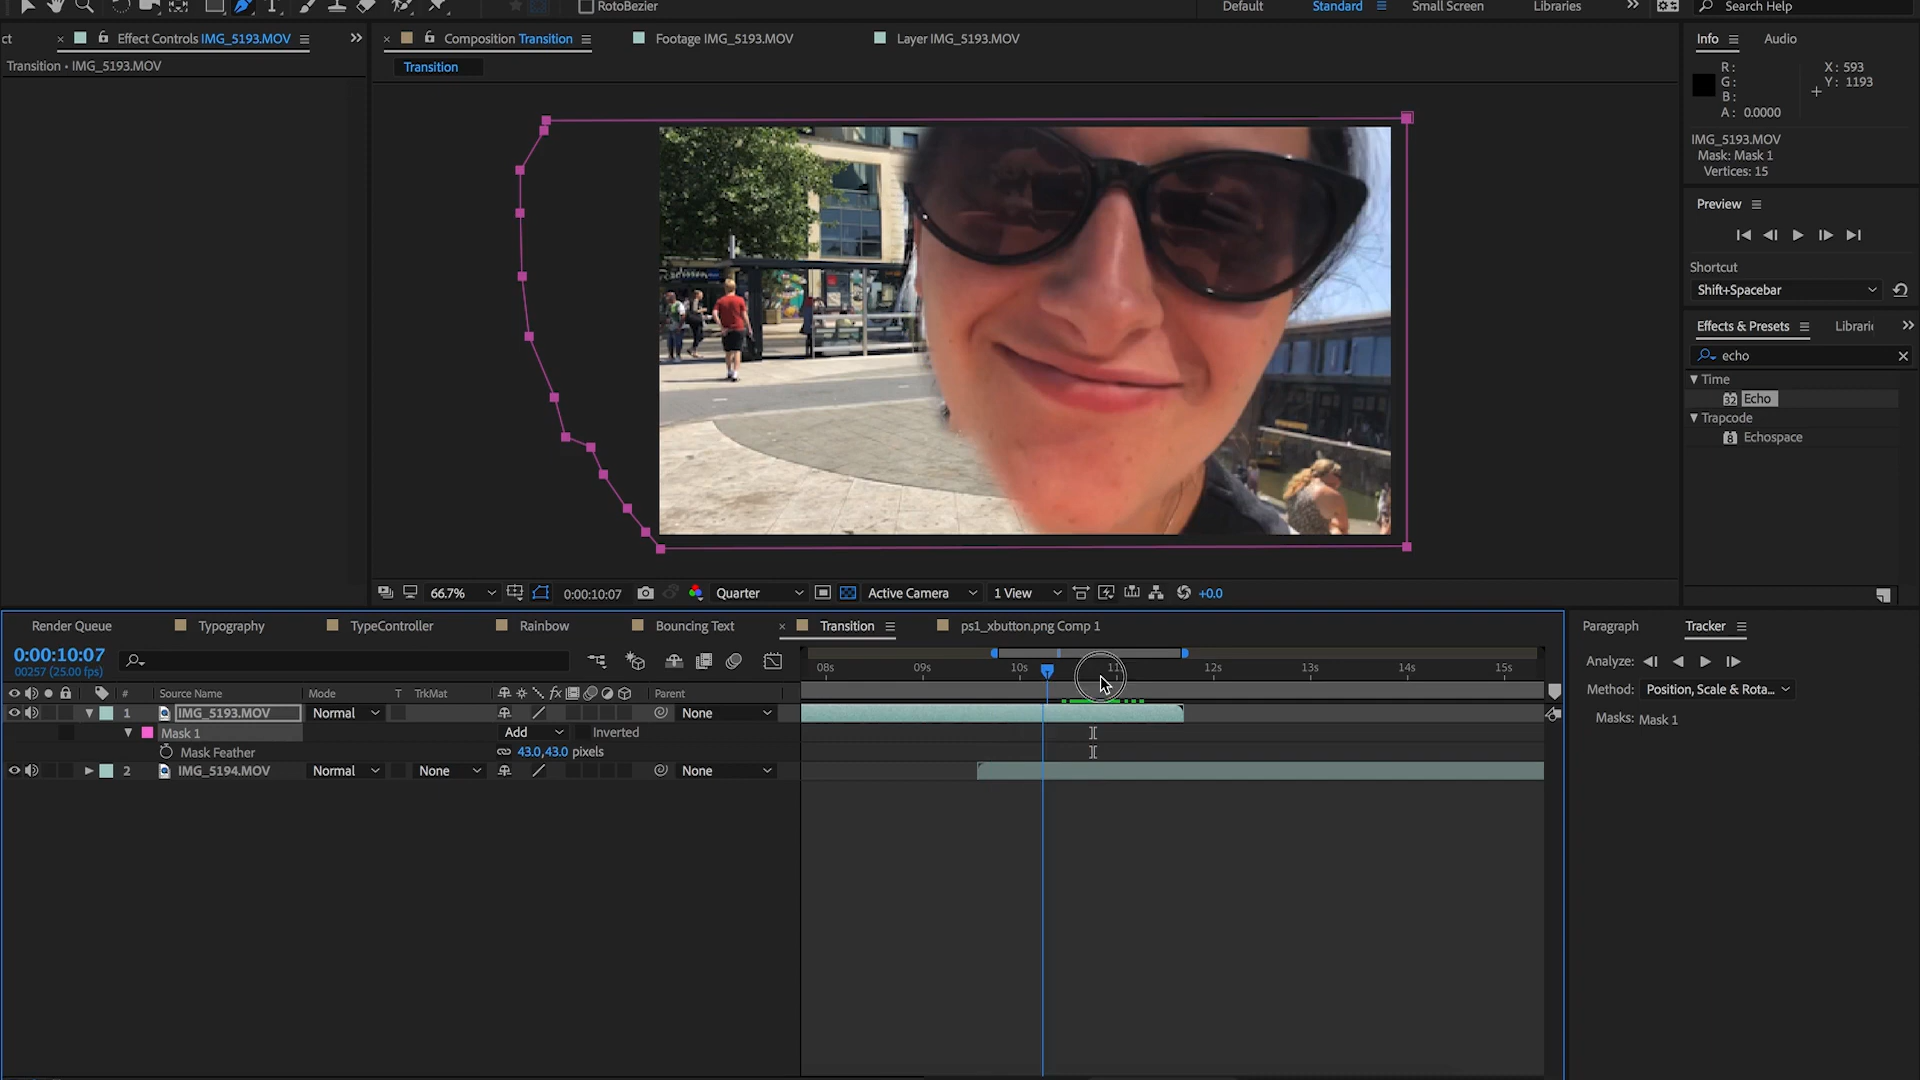 RotoBezier
Default
Standard
Small Screen
Libraries
Search Help
ct
Effect Controls IMG_5193.MOV
Composition Transition
Footage IMG_5193.MOV
Layer IMG_5193.MOV
Info
Audio
Transition • IMG_5193.MOV
Transition
R:
G:
B:
A: 0.0000
X: 593
Y: 1193
IMG_5193.MOV
Mask: Mask 1
Vertices: 15
Preview
Shortcut
Shift+Spacebar
Effects & Presets
Librari
echo
Time
32 Echo
Trapcode
8 Echospace
66.7%
0:00:10:07
Quarter
Active Camera
1 View
+0.0
Render Queue
Typography
TypeController
Rainbow
Bouncing Text
Transition
ps1_xbutton.png Comp 1
Paragraph
Tracker
0:00:10:07
00257 (25.00 fps)
08s
09s
10s
11s
12s
13s
14s
15s
Analyze:
Method: Position, Scale & Rota...
Masks: Mask 1
# Source Name
Mode
T TrkMat
fx
Parent
1 IMG_5193.MOV
Normal
None
Mask 1
Add
Inverted
Mask Feather
43.0,43.0 pixels
2 IMG_5194.MOV
Normal
None
None